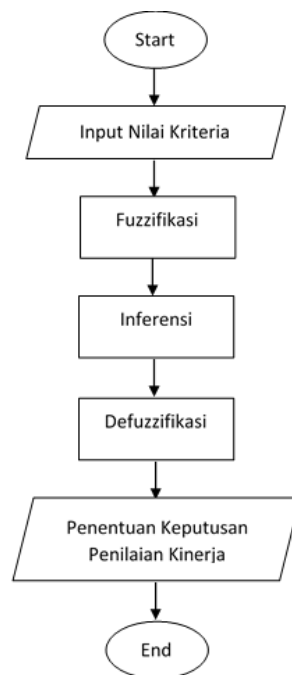 Start
Input Nilai Kriteria
Fuzzifikasi
Inferensi
Defuzzifikasi
Penentuan Keputusan
Penilaian Kinerja
End